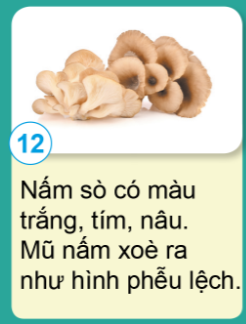 12
Nấm sò có màu
trắng, tím, nâu.
Mũ nấm xoè ra
như hình phễu lệch.